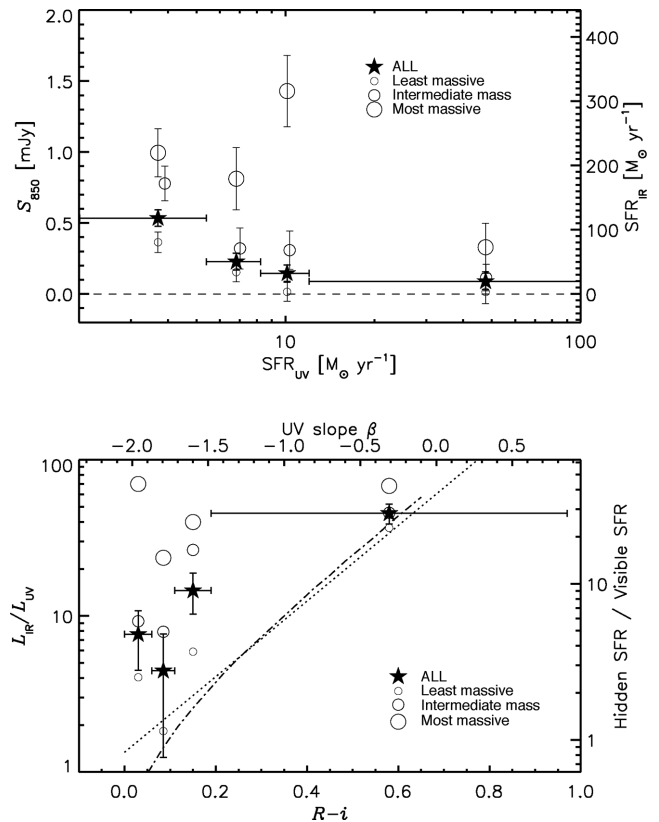 2.0
1.5
1.0
0.5
0.0
S850 [mJy]
400
300
200
100
0
SFRIR [M⊙ yr−1]
ALL
Least massive
Intermediate mass
Most massive
10
100
SFRUV [M⊙ yr−1]
UV slope β
−2.0
−1.5
−1.0
−0.5
0.0
0.5
100
10
1
LIR/LUV
10
1
Hidden SFR / Visible SFR
ALL
Least massive
Intermediate mass
Most massive
0.0
0.2
0.4
0.6
0.8
1.0
R−i